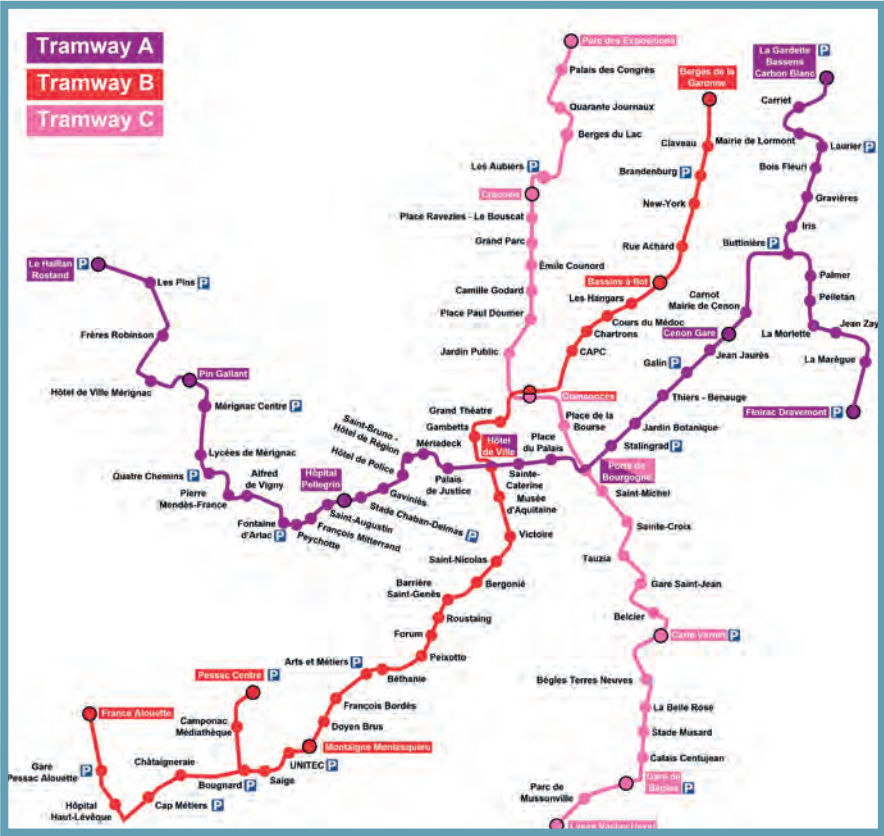 Tramway A
Tramway B
Tramway C
Parc des Expositions
Palais des Congrès
Quarante Journaux
Berges du Lac
Les Aubiers P
Cracovie
Place Ravezies - Le Bouscat
Grand Parc
Émile Counord
Camille Godard
Place Paul Doumer
Jardin Public
Berges de la
Garonne
Claveau
Brandenburg P
New-York
Rue Achard
Bassins à flot
Les Hangars
Cours du Médoc
Chartrons
CAPC
Quinconces
Grand Théatre
Gambetta
Hôtel
de Ville
La Gardette
Bassens
Carbon Blanc
P
Carriet
Mairie de Lormont
Laurier P
Bois Fleuri
Gravières
Iris
Buttinière P
Palmer
Pelletan
Jean Zay
La Morlette
La Marègue
Floirac Dravemont P
Carnot
Mairie de Cenon
Cenon Gare
Jean Jaurès
Galin P
Thiers - Benauge
Jardin Botanique
Stalingrad P
Place de la
Bourse
Porte de
Bourgogne
Place
du Palais
Sainte-
Caterine
Musée
d'Aquitaine
Palais
de Justice
Mériadeck
Saint-Bruno -
Hôtel de Région
Hôtel de Police
Gaviniès
Hôpital
Pellegrin
Stade Chaban-Delmas P
Saint-Augustin
François Mitterrand
Peychotte
Fontaine
d'Arlac P
Alfred
de Vigny
Pierre
Mendès-France
Quatre Chemins P
Lycées de Mérignac
Mérignac Centre P
Pin Gallant
Hôtel de Ville Mérignac
Frères Robinson
Les Pins P
Le Haillan
Rostand
P
Victoire
Saint-Nicolas
Bergonié
Barrière
Saint-Genès
Roustaing
Forum
Peixotto
Arts et Métiers P
Béthanie
François Bordès
Doyen Brus
Montaigne Montesquieu
UNITEC P
Saige
Bougnard P
Camponac
Médiathèque
Pessac Centre P
Châtaigneraie
Cap Métiers P
Hôpital
Haut-Lévêque
Gare
Pessac Alouette P
France Alouette
Saint-Michel
Sainte-Croix
Tauzia
Gare Saint-Jean
Belcier
Carle Vernet P
Bègles Terres Neuves
La Belle Rose
Stade Musard
Calais Centujean
Gare de
Bègles P
Parc de
Mussonville